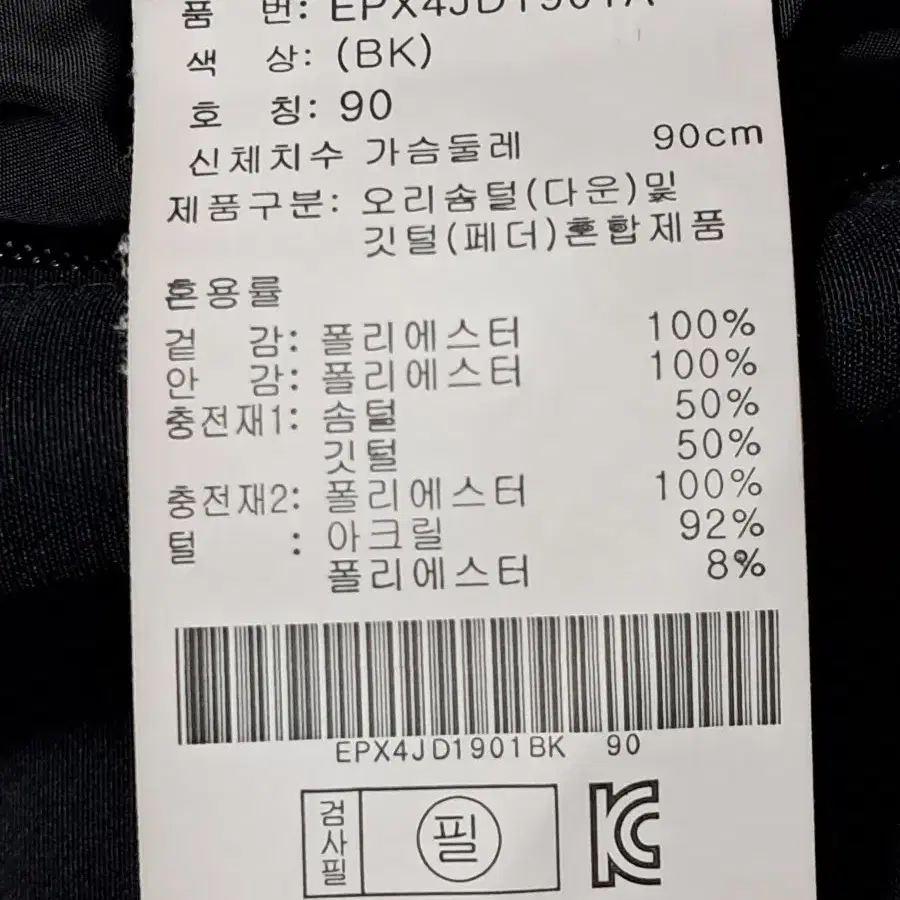 품 번: EPX4JD1901A
색 상: (BK)
호 칭: 90
신체치수 가슴둘레 90cm
제품구분: 오리솜털(다운)및
깃털(페더)혼합제품
혼용률
겉 감: 폴리에스터 100%
안 감: 폴리에스터 100%
충전재1: 솜털 50%
깃털 50%
충전재2: 폴리에스터 100%
털 : 아크릴 92%
폴리에스터 8%
EPX4JD1901BK 90
검사필
필
KC